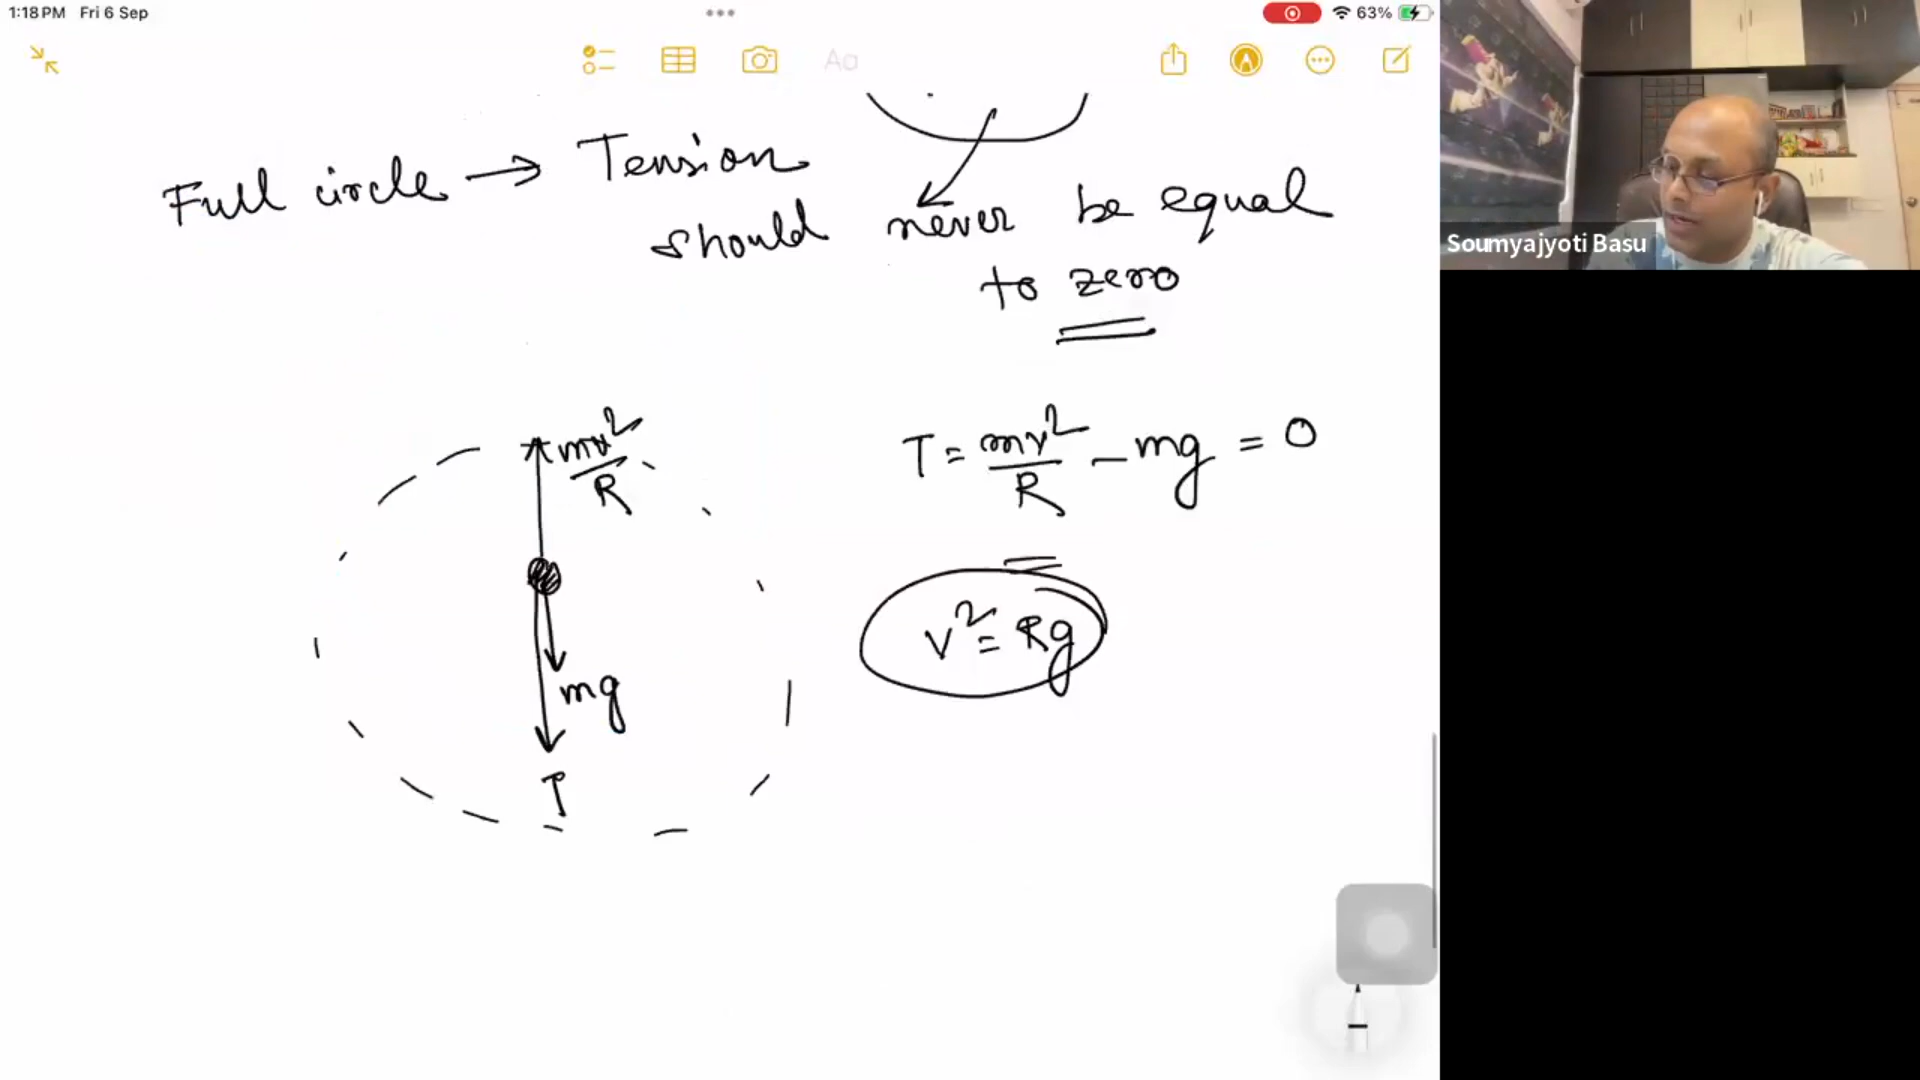 1:18 PM Fri 6 Sep
63%
Aa
Full circle → Tension
should never be equal
to zero
mv²/R
T = mv²/R - mg = 0
v² = Rg
mg
T
Soumyajyoti Basu